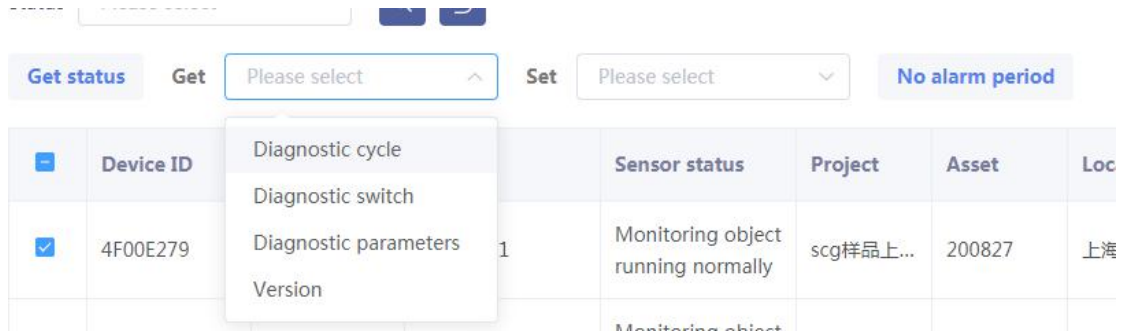 Get status Get Please select Set Please select No alarm period
Device ID Sensor status Project Asset
Diagnostic cycle
Diagnostic switch
Diagnostic parameters
Version
4F00E279 1 Monitoring object running normally scg样品上... 200827 上海
Monitoring object